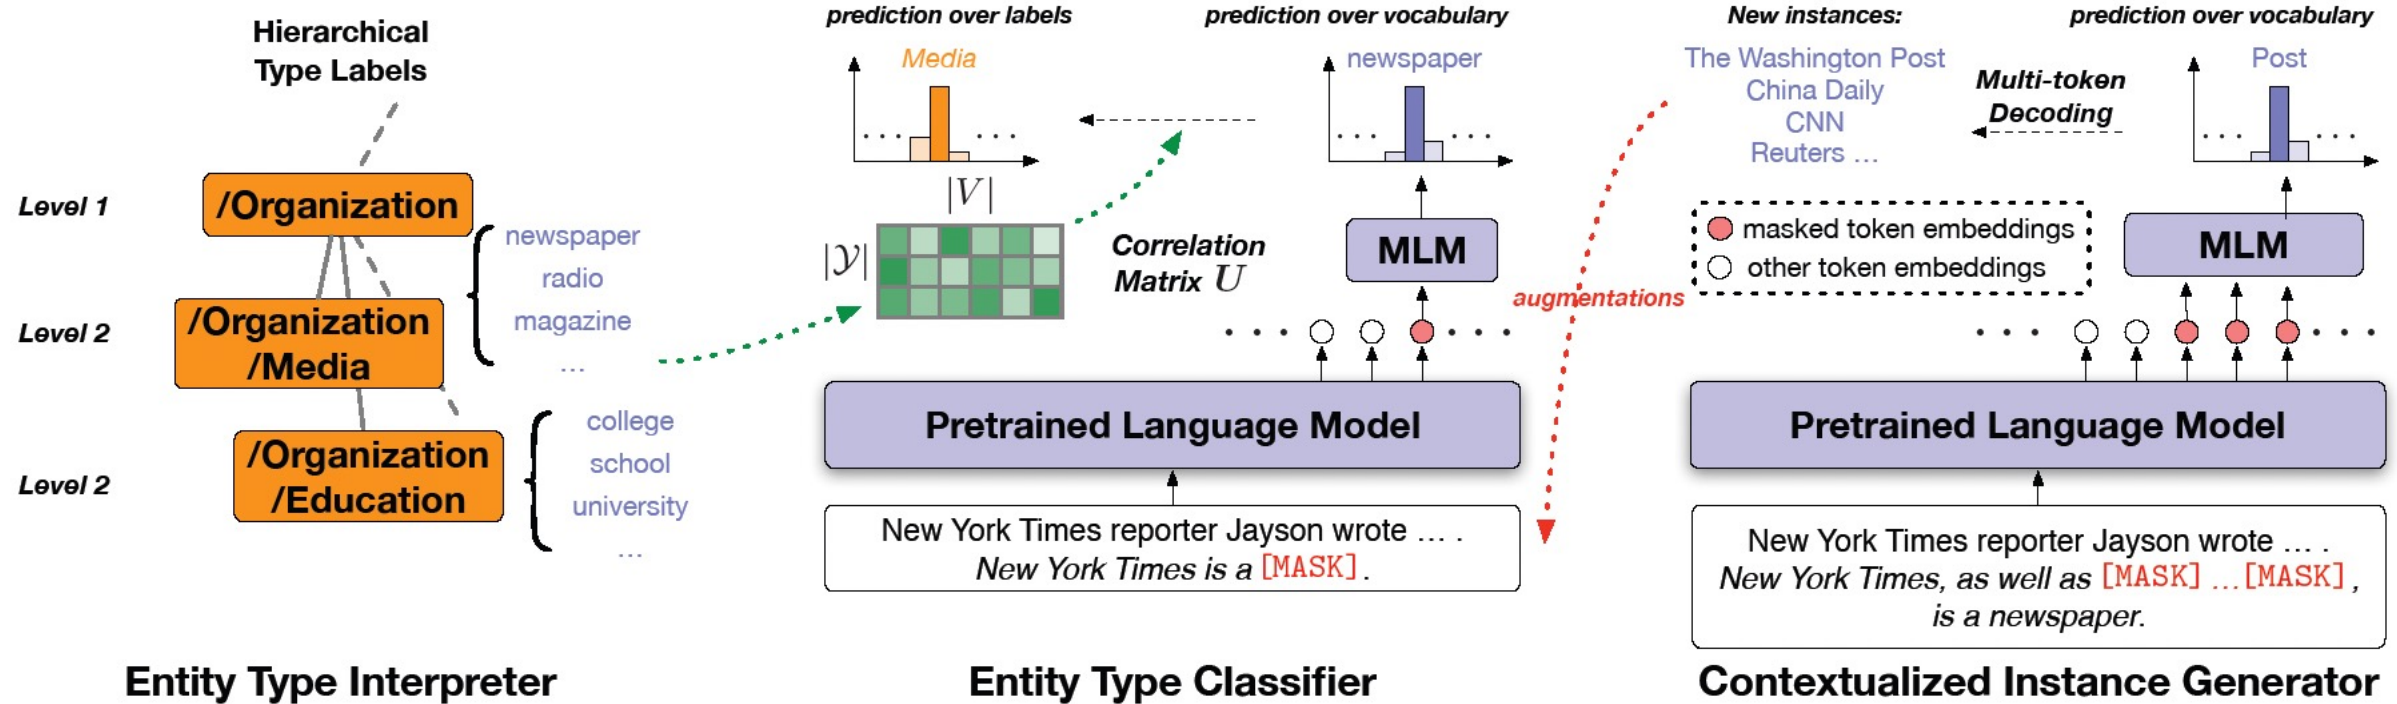 Hierarchical
Type Labels
Level 1
/Organization
newspaper
radio
magazine
...
Level 2
/Organization
/Media
college
school
university
...
Level 2
/Organization
/Education
Entity Type Interpreter
prediction over labels
prediction over vocabulary
Media
newspaper
. . .
. . .
. . .
. . .
|V|
|𝒴|
Correlation
Matrix U
MLM
. . . .
. . . .
Pretrained Language Model
New York Times reporter Jayson wrote ... .
New York Times is a [MASK] .
Entity Type Classifier
augmentations
New instances:
prediction over vocabulary
The Washington Post
China Daily
CNN
Reuters ...
Multi-token
Decoding
Post
. . .
. . .
masked token embeddings
other token embeddings
MLM
. . . .
. . . .
Pretrained Language Model
New York Times reporter Jayson wrote ... .
New York Times, as well as [MASK] ... [MASK] ,
is a newspaper.
Contextualized Instance Generator